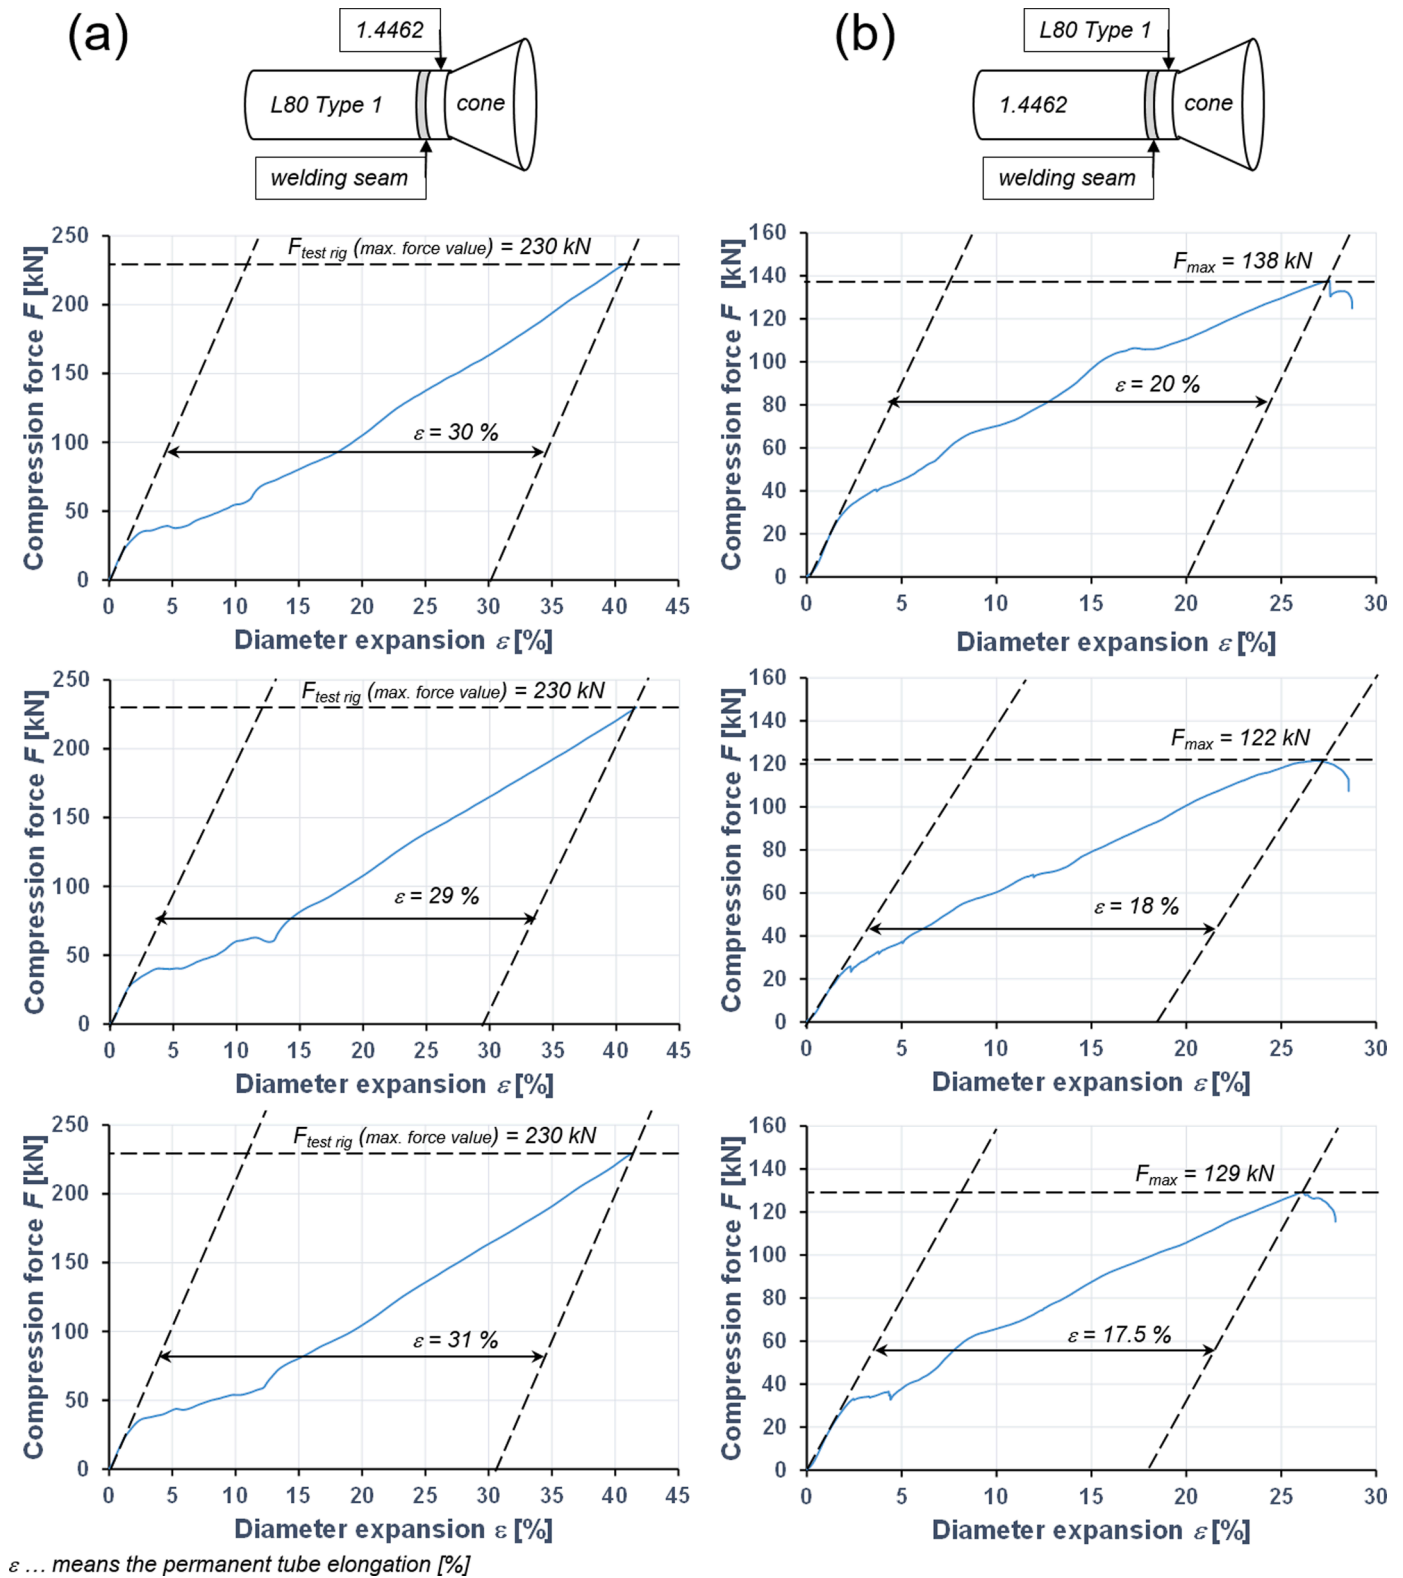 (a)
1.4462
L80 Type 1
cone
welding seam
(b)
L80 Type 1
1.4462
cone
welding seam
F test rig (max. force value) = 230 kN
ε = 30 %
Compression force F [kN]
250
200
150
100
50
0
0 5 10 15 20 25 30 35 40 45
Diameter expansion ε [%]
Fmax = 138 kN
ε = 20 %
Compression force F [kN]
160
140
120
100
80
60
40
20
0
0 5 10 15 20 25 30
Diameter expansion ε [%]
F test rig (max. force value) = 230 kN
ε = 29 %
Compression force F [kN]
250
200
150
100
50
0
0 5 10 15 20 25 30 35 40 45
Diameter expansion ε [%]
Fmax = 122 kN
ε = 18 %
Compression force F [kN]
160
140
120
100
80
60
40
20
0
0 5 10 15 20 25 30
Diameter expansion ε [%]
F test rig (max. force value) = 230 kN
ε = 31 %
Compression force F [kN]
250
200
150
100
50
0
0 5 10 15 20 25 30 35 40 45
Diameter expansion ε [%]
Fmax = 129 kN
ε = 17.5 %
Compression force F [kN]
160
140
120
100
80
60
40
20
0
0 5 10 15 20 25 30
Diameter expansion ε [%]
ε … means the permanent tube elongation [%]